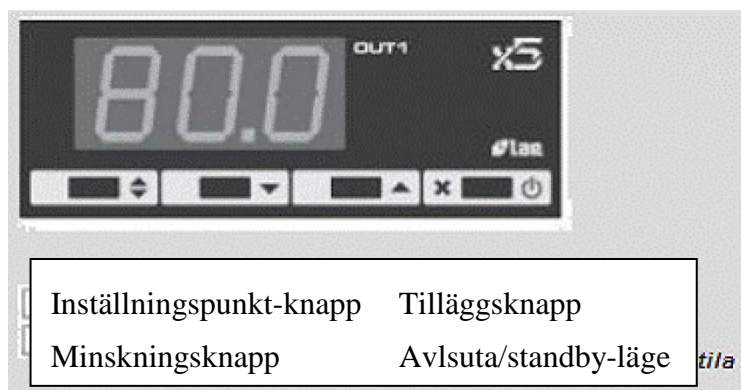 80.0
OUT1
x5
lae
Inställningspunkt-knapp Tilläggsknapp
Minskningsknapp Avlsuta/standby-läge
tila